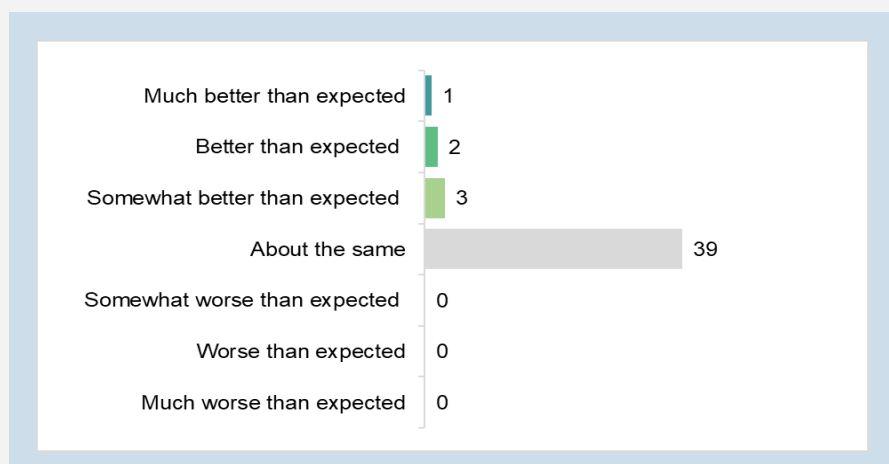 Much better than expected 1
Better than expected 2
Somewhat better than expected 3
About the same 39
Somewhat worse than expected 0
Worse than expected 0
Much worse than expected 0